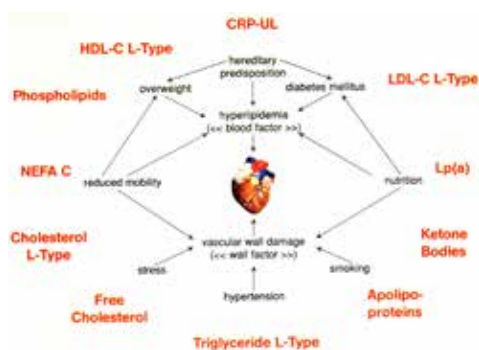 CRP-UL
HDL-C L-Type
hereditary
predisposition
LDL-C L-Type
overweight
diabetes mellitus
Phospholipids
hyperlipidemia
(<< blood factor >>)
NEFA C
reduced mobility
nutrition
Lp(a)
Cholesterol
L-Type
vascular wall damage
(<< wall factor >>)
Ketone
Bodies
stress
smoking
Free
Cholesterol
hypertension
Apolipo-
proteins
Triglyceride L-Type